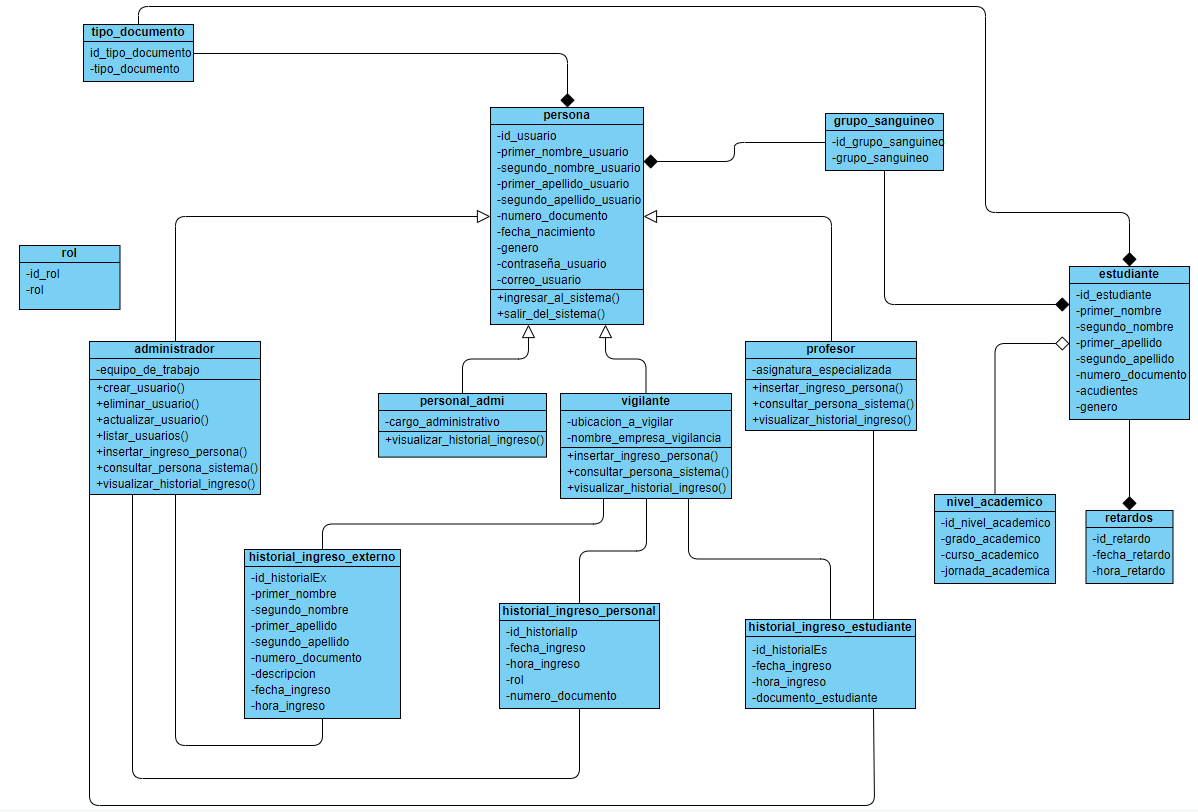 tipo_documento
id_tipo_documento
-tipo_documento
persona
-id_usuario
-primer_nombre_usuario
-segundo_nombre_usuario
-primer_apellido_usuario
-segundo_apellido_usuario
-numero_documento
-fecha_nacimiento
-genero
-contraseña_usuario
-correo_usuario
+ingresar_al_sistema()
+salir_del_sistema()
grupo_sanguineo
-id_grupo_sanguineo
-grupo_sanguineo
rol
-id_rol
-rol
estudiante
-id_estudiante
-primer_nombre
-segundo_nombre
-primer_apellido
-segundo_apellido
-numero_documento
-acudientes
-genero
administrador
-equipo_de_trabajo
+crear_usuario()
+eliminar_usuario()
+actualizar_usuario()
+listar_usuarios()
+insertar_ingreso_persona()
+consultar_persona_sistema()
+visualizar_historial_ingreso()
personal_admi
-cargo_administrativo
+visualizar_historial_ingreso()
vigilante
-ubicacion_a_vigilar
-nombre_empresa_vigilancia
+insertar_ingreso_persona()
+consultar_persona_sistema()
+visualizar_historial_ingreso()
profesor
-asignatura_especializada
+insertar_ingreso_persona()
+consultar_persona_sistema()
+visualizar_historial_ingreso()
nivel_academico
-id_nivel_academico
-grado_academico
-curso_academico
-jornada_academica
retardos
-id_retardo
-fecha_retardo
-hora_retardo
historial_ingreso_externo
-id_historialEx
-primer_nombre
-segundo_nombre
-primer_apellido
-segundo_apellido
-numero_documento
-descripcion
-fecha_ingreso
-hora_ingreso
historial_ingreso_personal
-id_historialIp
-fecha_ingreso
-hora_ingreso
-rol
-numero_documento
historial_ingreso_estudiante
-id_historialEs
-fecha_ingreso
-hora_ingreso
-documento_estudiante